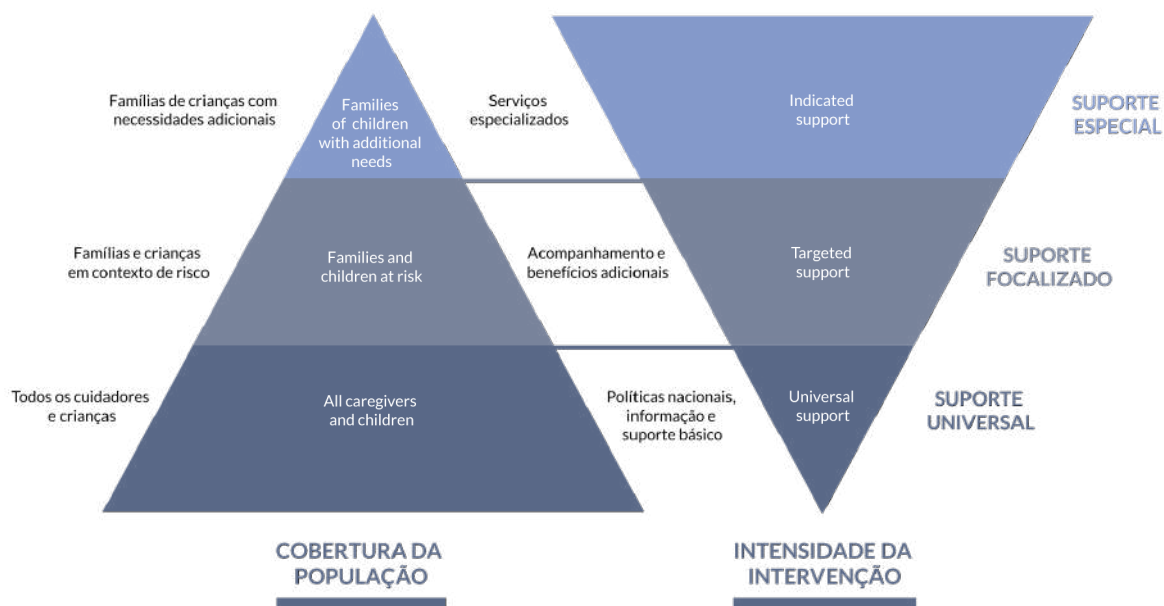 Famílias de crianças com
necessidades adicionais
Families
of children
with additional
needs
Serviços
especializados
Indicated
support
SUPORTE
ESPECIAL
Famílias e crianças
em contexto de risco
Families and
children at risk
Acompanhamento e
benefícios adicionais
Targeted
support
SUPORTE
FOCALIZADO
Todos os cuidadores
e crianças
All caregivers
and children
Políticas nacionais,
informação e
suporte básico
Universal
support
SUPORTE
UNIVERSAL
COBERTURA DA
POPULAÇÃO
INTENSIDADE DA
INTERVENÇÃO